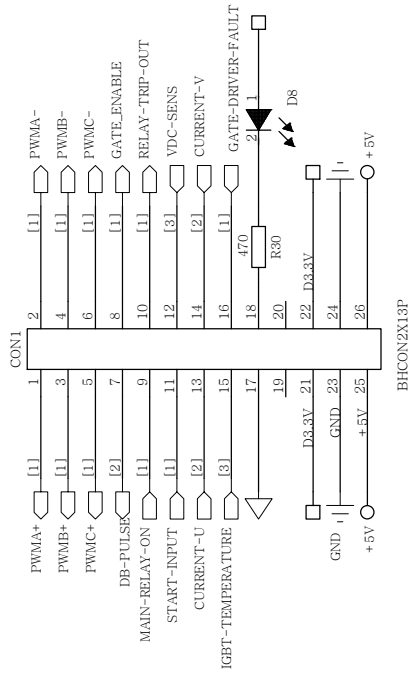 CON1
PWMA+ [1] 1 2 [1] PWMA-
PWMB+ [1] 3 4 [1] PWMB-
PWMC+ [1] 5 6 [1] PWMC-
DB-PULSE [2] 7 8 [1] GATE_ENABLE
MAIN-RELAY-ON [1] 9 10 [1] RELAY-TRIP-OUT
START-INPUT [1] 11 12 [3] VDC-SENS
CURRENT-U [2] 13 14 [2] CURRENT-V
IGBT-TEMPERATURE [3] 15 16 [1] GATE-DRIVER-FAULT
17 18 470 2 1
R30 D8
19 20
D3.3V 21 22 D3.3V
GND GND 23 24
+5V +5V 25 26 +5V
BHCON2X13P